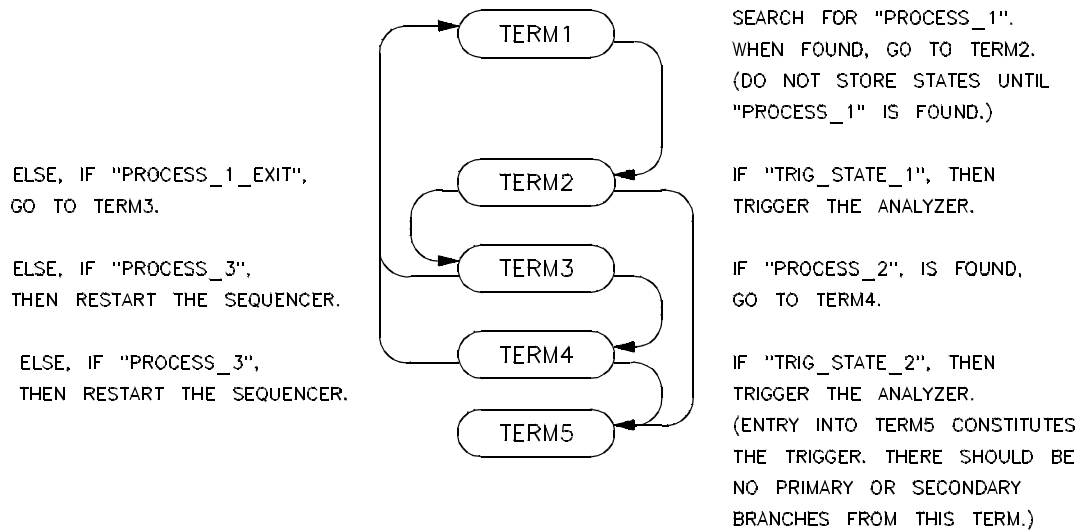 TERM1
SEARCH FOR "PROCESS_1".
WHEN FOUND, GO TO TERM2.
(DO NOT STORE STATES UNTIL
"PROCESS_1" IS FOUND.)
ELSE, IF "PROCESS_1_EXIT",
GO TO TERM3.
TERM2
IF "TRIG_STATE_1", THEN
TRIGGER THE ANALYZER.
ELSE, IF "PROCESS_3",
THEN RESTART THE SEQUENCER.
TERM3
IF "PROCESS_2", IS FOUND,
GO TO TERM4.
ELSE, IF "PROCESS_3",
THEN RESTART THE SEQUENCER.
TERM4
IF "TRIG_STATE_2", THEN
TRIGGER THE ANALYZER.
TERM5
(ENTRY INTO TERM5 CONSTITUTES
THE TRIGGER. THERE SHOULD BE
NO PRIMARY OR SECONDARY
BRANCHES FROM THIS TERM.)